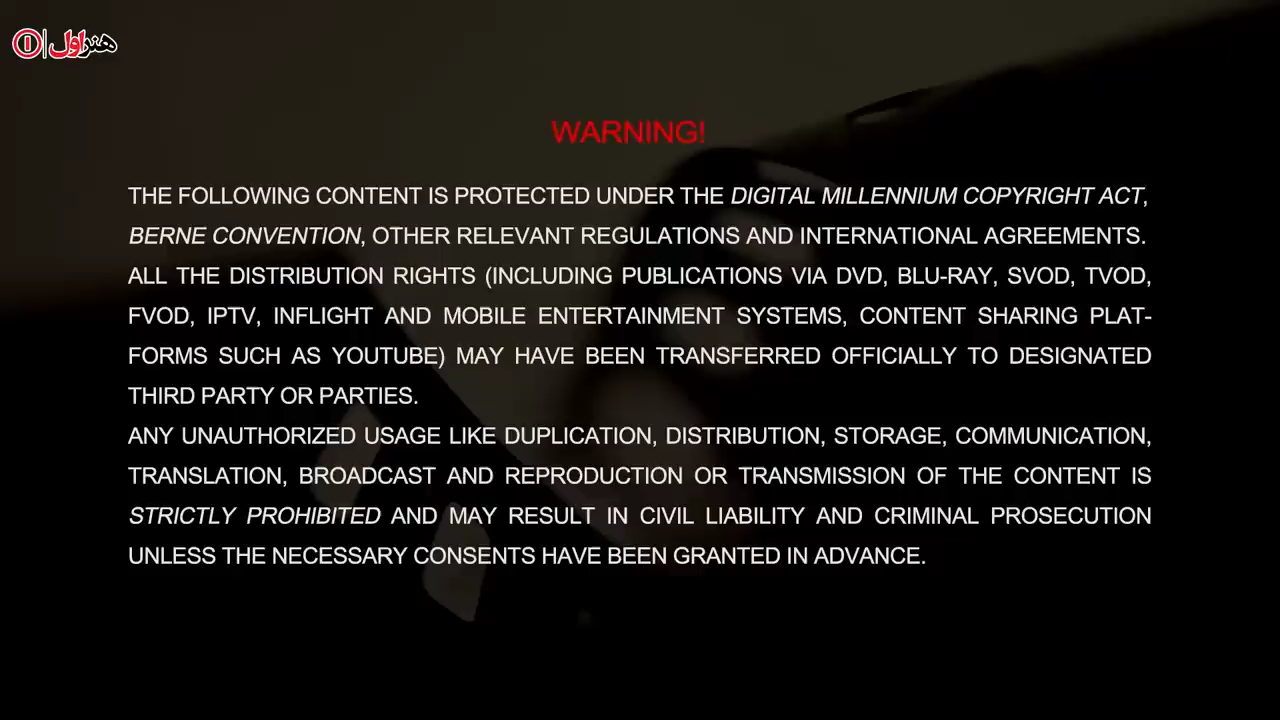 هنر اول
WARNING!
THE FOLLOWING CONTENT IS PROTECTED UNDER THE DIGITAL MILLENNIUM COPYRIGHT ACT,
BERNE CONVENTION, OTHER RELEVANT REGULATIONS AND INTERNATIONAL AGREEMENTS.
ALL THE DISTRIBUTION RIGHTS (INCLUDING PUBLICATIONS VIA DVD, BLU-RAY, SVOD, TVOD,
FVOD, IPTV, INFLIGHT AND MOBILE ENTERTAINMENT SYSTEMS, CONTENT SHARING PLAT-
FORMS SUCH AS YOUTUBE) MAY HAVE BEEN TRANSFERRED OFFICIALLY TO DESIGNATED
THIRD PARTY OR PARTIES.
ANY UNAUTHORIZED USAGE LIKE DUPLICATION, DISTRIBUTION, STORAGE, COMMUNICATION,
TRANSLATION, BROADCAST AND REPRODUCTION OR TRANSMISSION OF THE CONTENT IS
STRICTLY PROHIBITED AND MAY RESULT IN CIVIL LIABILITY AND CRIMINAL PROSECUTION
UNLESS THE NECESSARY CONSENTS HAVE BEEN GRANTED IN ADVANCE.